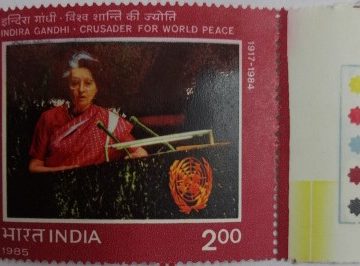 इन्दिरा गांधी · विश्व शान्ति की ज्योति
INDIRA GANDHI · CRUSADER FOR WORLD PEACE
1917-1984
भारत INDIA 2.00
1985